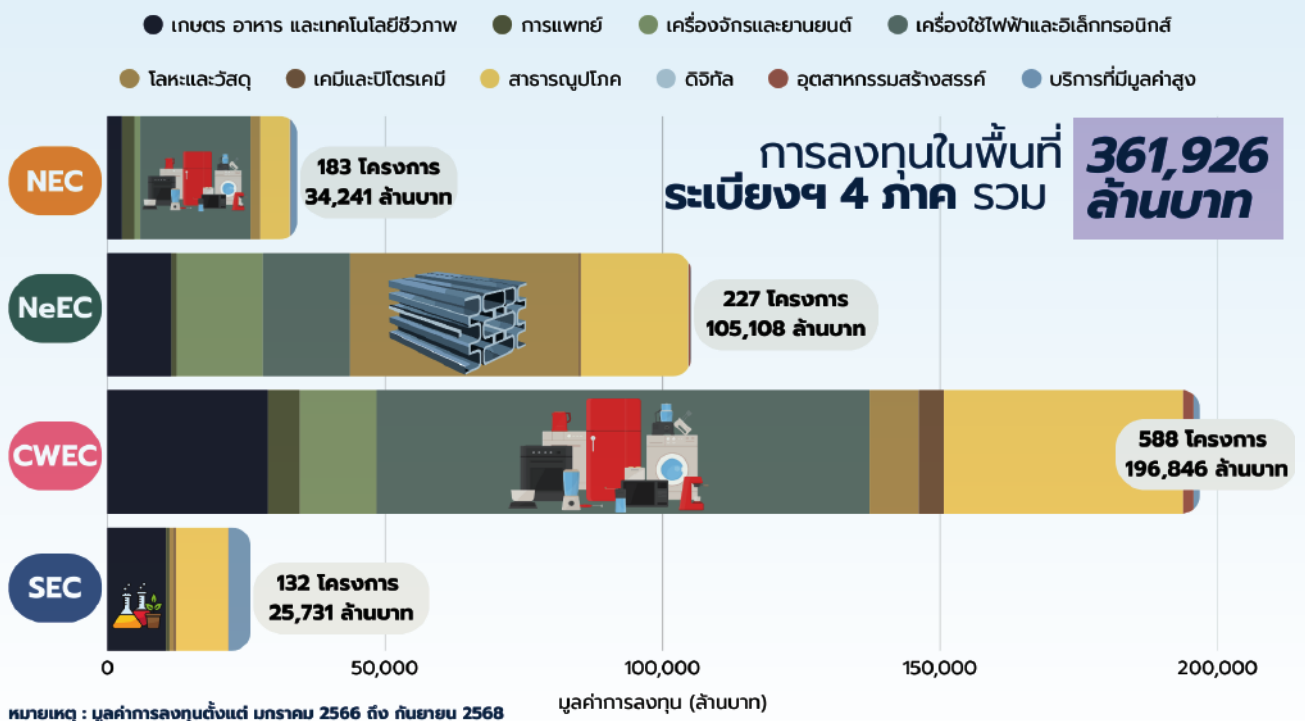 เกษตร อาหาร และเทคโนโลยีชีวภาพ การแพทย์ เครื่องจักรและยานยนต์ เครื่องใช้ไฟฟ้าและอิเล็กทรอนิกส์
โลหะและวัสดุ เคมีและปิโตรเคมี สาธารณูปโภค ดิจิทัล อุตสาหกรรมสร้างสรรค์ บริการที่มีมูลค่าสูง
การลงทุนในพื้นที่
ระเบียงฯ 4 ภาค รวม
361,926
ล้านบาท
NEC
183 โครงการ
34,241 ล้านบาท
NeEC
227 โครงการ
105,108 ล้านบาท
CWEC
588 โครงการ
196,846 ล้านบาท
SEC
132 โครงการ
25,731 ล้านบาท
0 50,000 100,000 150,000 200,000
มูลค่าการลงทุน (ล้านบาท)
หมายเหตุ : มูลค่าการลงทุนตั้งแต่ มกราคม 2566 ถึง กันยายน 2568